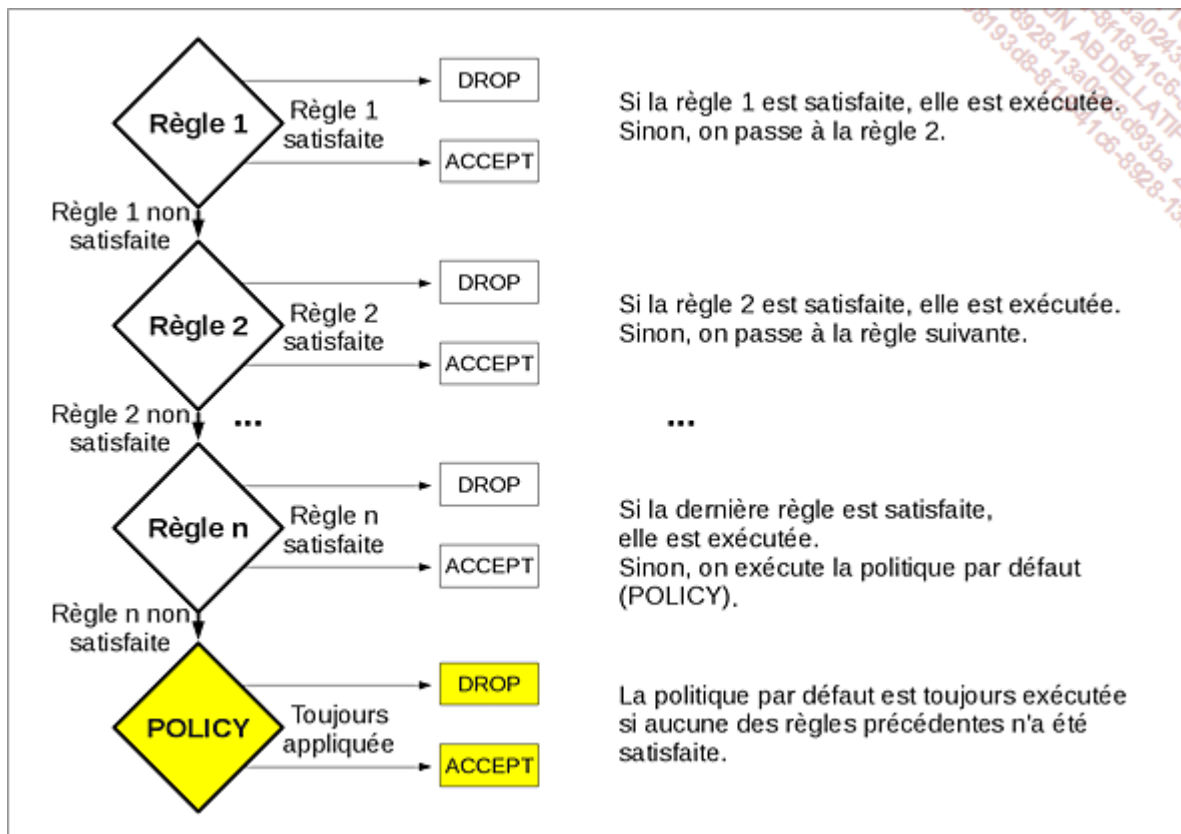 DROP
Règle 1
Règle 1
satisfaite
ACCEPT
Si la règle 1 est satisfaite, elle est exécutée.
Sinon, on passe à la règle 2.
Règle 1 non
satisfaite
DROP
Règle 2
Règle 2
satisfaite
ACCEPT
Si la règle 2 est satisfaite, elle est exécutée.
Sinon, on passe à la règle suivante.
Règle 2 non
satisfaite
...
...
DROP
Règle n
Règle n
satisfaite
ACCEPT
Si la dernière règle est satisfaite,
elle est exécutée.
Sinon, on exécute la politique par défaut
(POLICY).
Règle n non
satisfaite
DROP
POLICY
Toujours
appliquée
ACCEPT
La politique par défaut est toujours exécutée
si aucune des règles précédentes n'a été
satisfaite.
ABDELLATIF